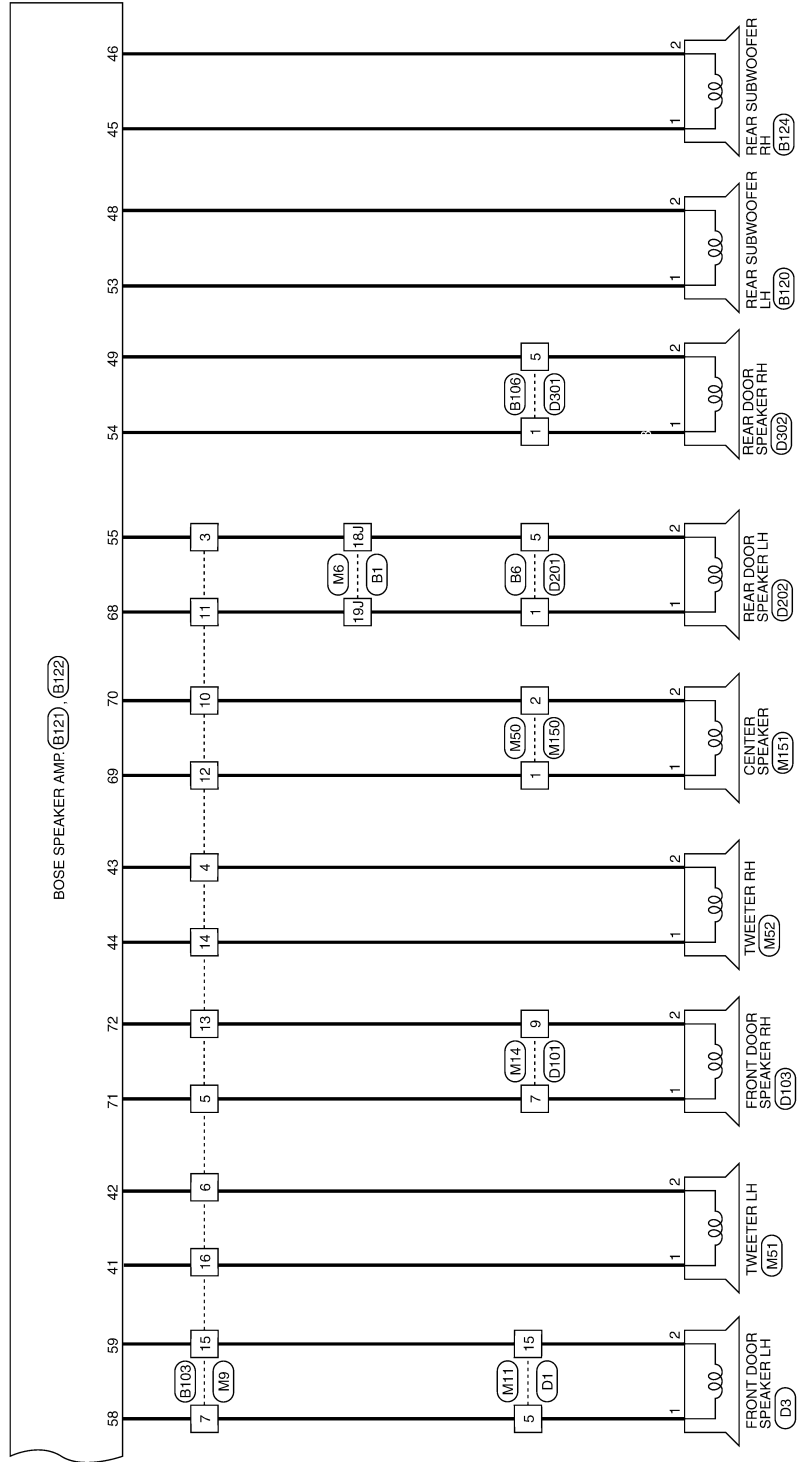 BOSE SPEAKER AMP. B121 , B122
58 59 41 42 71 72 44 43 69 70 68 55 54 49 53 48 45 46
B103
M9
7 15 16 6 5 13 14 4 12 10 11 3
M6
B1
19J 18J
M11
D1
5 15
M14
D101
7 9
M50
M150
1 2
B6
D201
1 5
B106
D301
1 5
1 2 1 2 1 2 1 2 1 2 1 2 1 2 1 2 1 2
FRONT DOOR
SPEAKER LH
D3
TWEETER LH
M51
FRONT DOOR
SPEAKER RH
D103
TWEETER RH
M52
CENTER
SPEAKER
M151
REAR DOOR
SPEAKER LH
D202
REAR DOOR
SPEAKER RH
D302
REAR SUBWOOFER
LH
B120
REAR SUBWOOFER
RH
B124